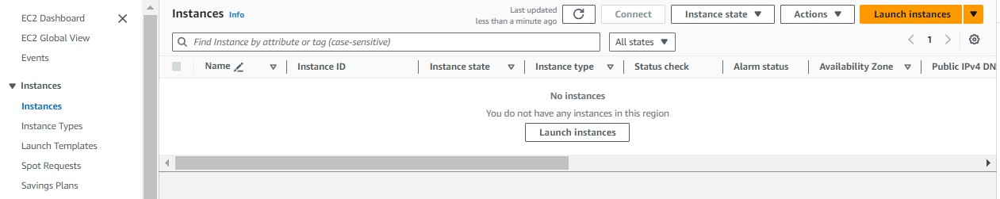 EC2 Dashboard
EC2 Global View
Events
Instances
Instances
Instance Types
Launch Templates
Spot Requests
Savings Plans
Instances Info
Last updated
less than a minute ago
Connect
Instance state
Actions
Launch instances
Find Instance by attribute or tag (case-sensitive)
All states
1
Name Instance ID Instance state Instance type Status check Alarm status Availability Zone Public IPv4 DN
No instances
You do not have any instances in this region
Launch instances